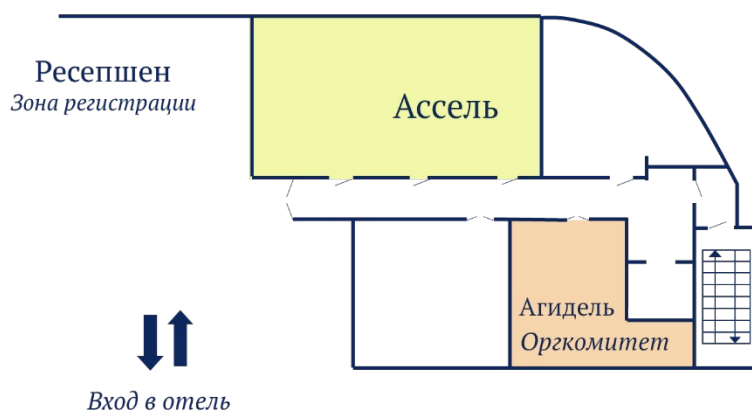 Ресепшен
Зона регистрации
Ассель
Агидель
Оргкомитет
Вход в отель